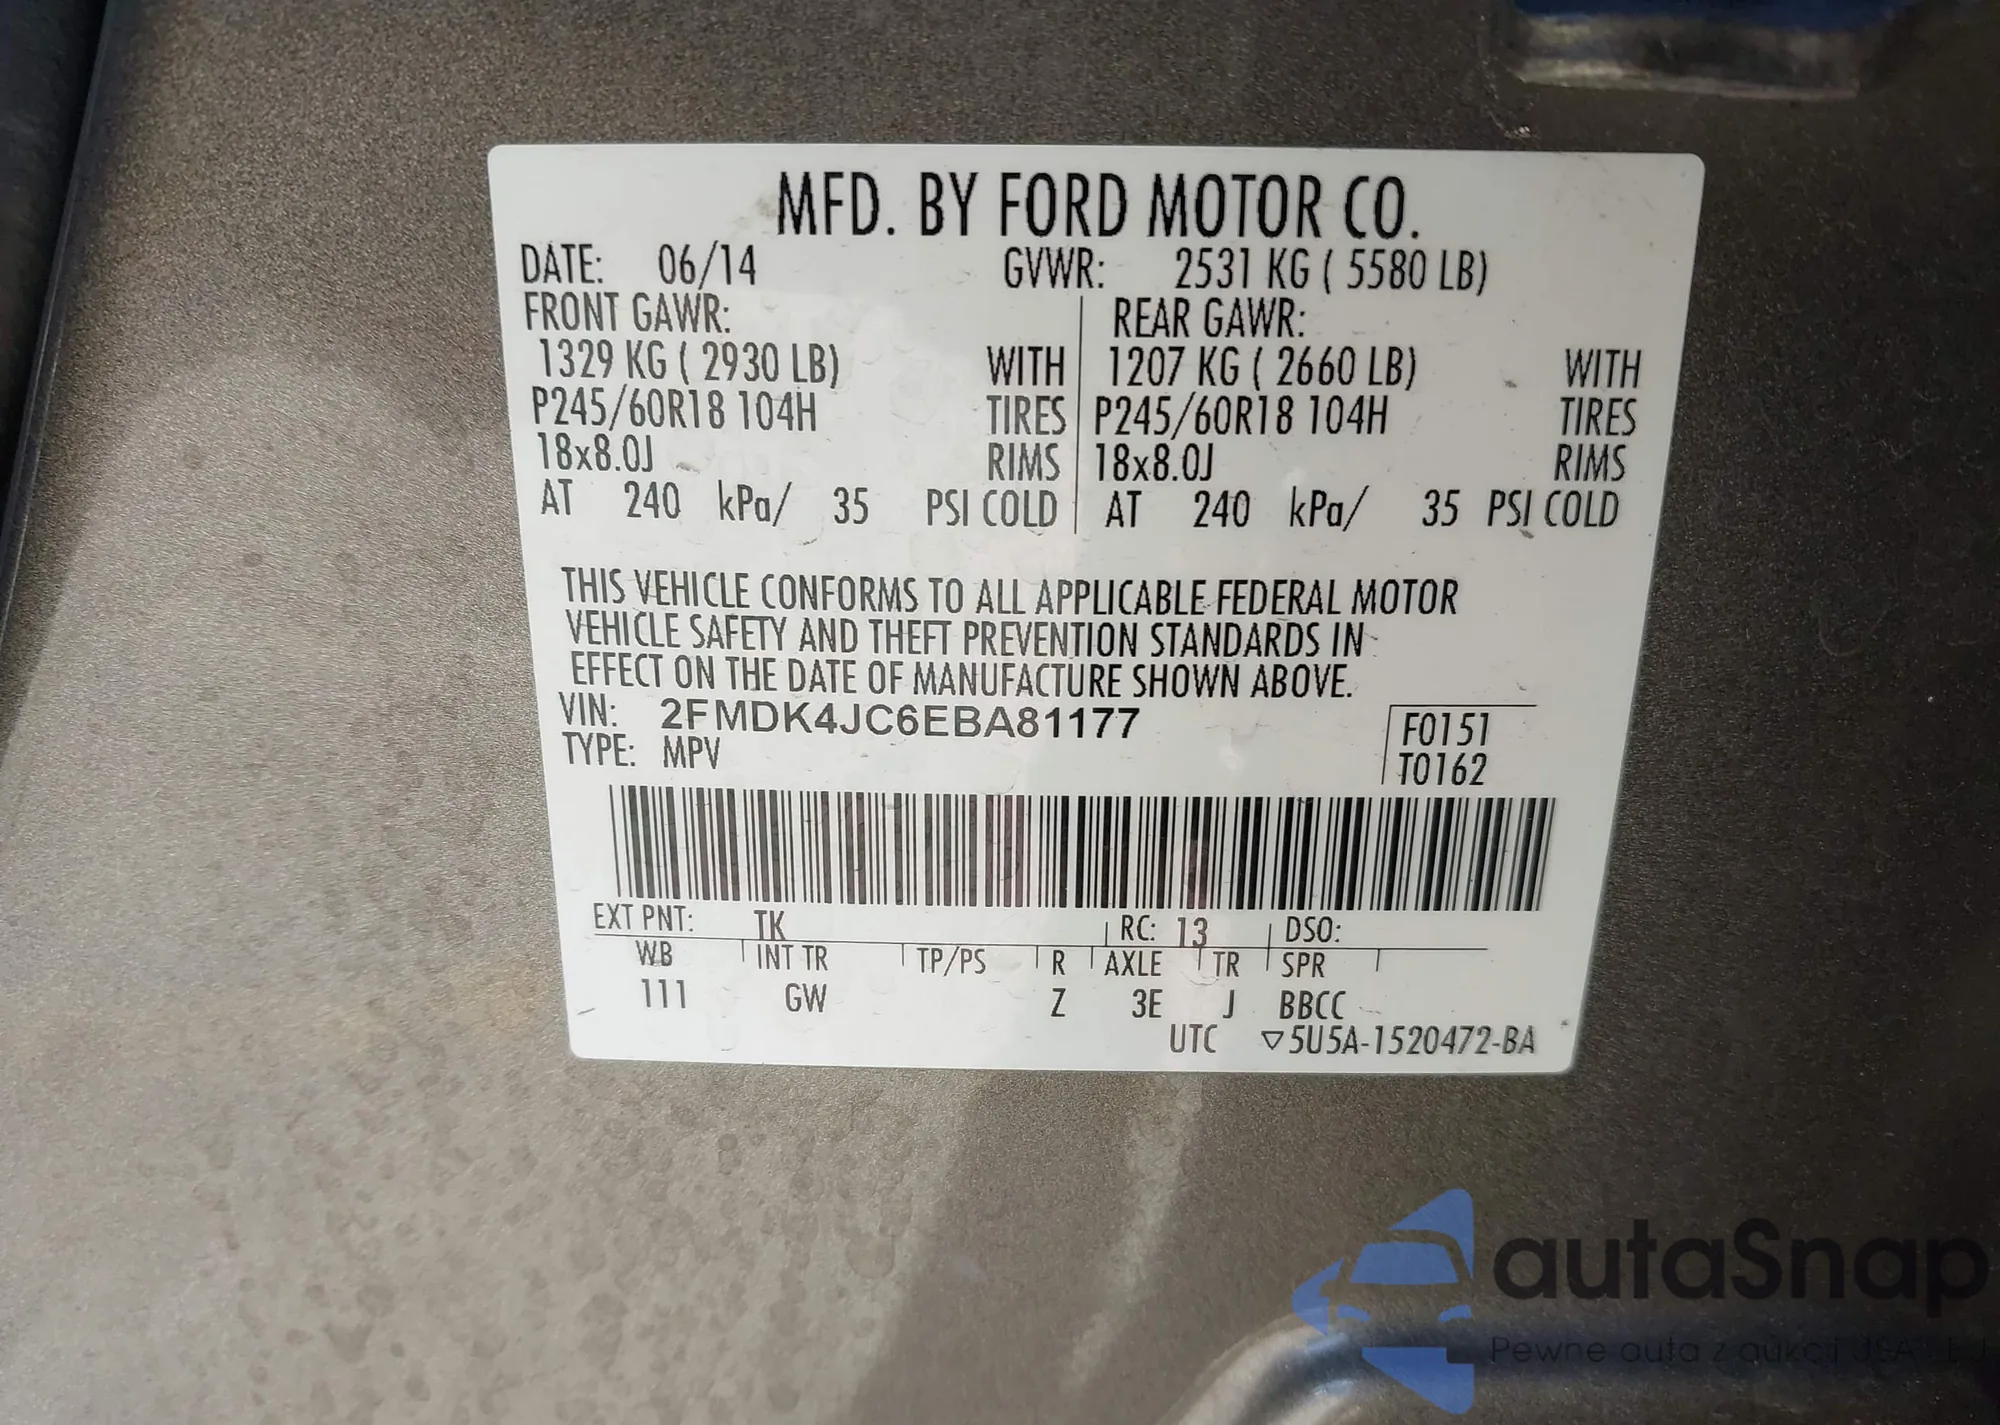 MFD. BY FORD MOTOR CO.
DATE: 06/14 GVWR: 2531 KG ( 5580 LB)
FRONT GAWR: REAR GAWR:
1329 KG ( 2930 LB) WITH 1207 KG ( 2660 LB) WITH
P245/60R18 104H TIRES P245/60R18 104H TIRES
18x8.0J RIMS 18x8.0J RIMS
AT 240 kPa/ 35 PSI COLD AT 240 kPa/ 35 PSI COLD
THIS VEHICLE CONFORMS TO ALL APPLICABLE FEDERAL MOTOR
VEHICLE SAFETY AND THEFT PREVENTION STANDARDS IN
EFFECT ON THE DATE OF MANUFACTURE SHOWN ABOVE.
VIN: 2FMDK4JC6EBA81177 F0151
TYPE: MPV T0162
EXT PNT: TK RC: 13 DSO:
WB INT TR TP/PS R AXLE TR SPR
111 GW Z 3E J BBCC
UTC ▽5U5A-1520472-BA
autaSnap
Pewne auta z aukcji